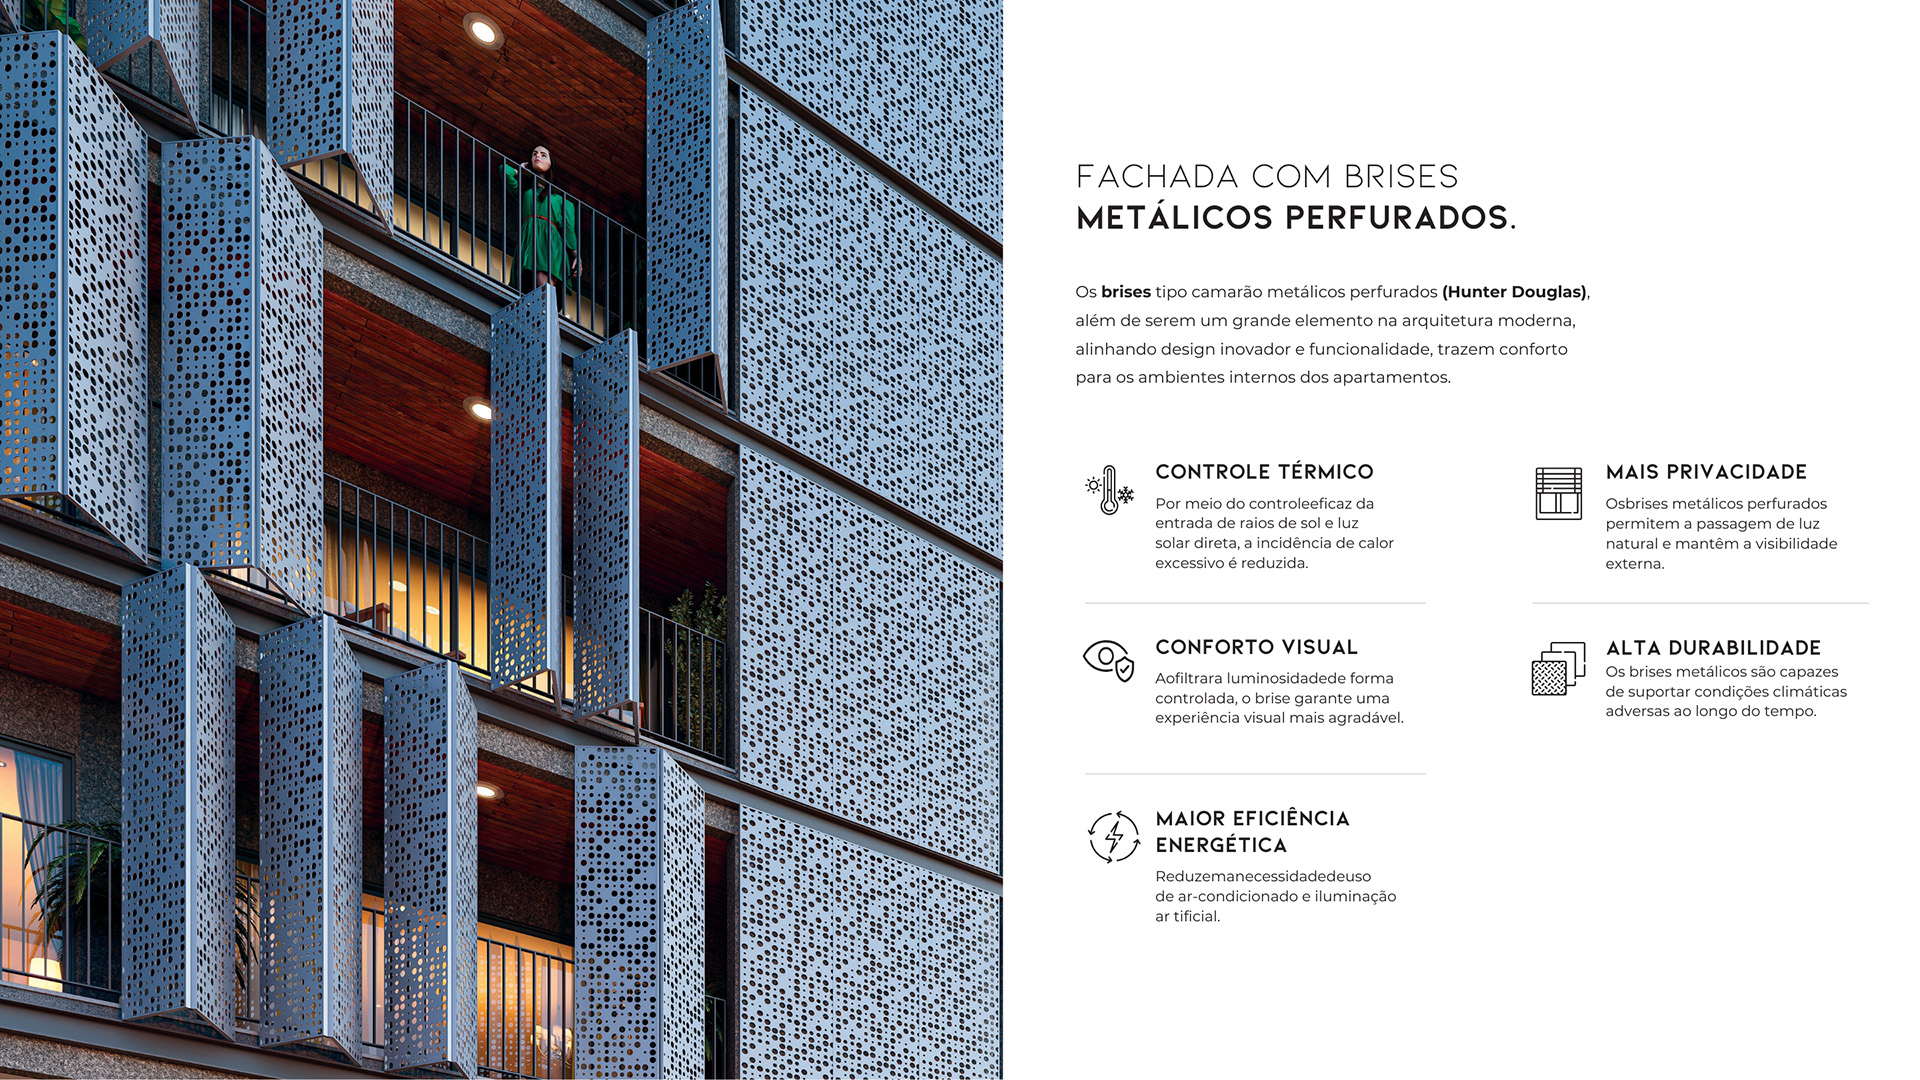 FACHADA COM BRISES
METÁLICOS PERFURADOS.
Os brises tipo camarão metálicos perfurados (Hunter Douglas),
além de serem um grande elemento na arquitetura moderna,
alinhando design inovador e funcionalidade, trazem conforto
para os ambientes internos dos apartamentos.
CONTROLE TÉRMICO
Por meio do controleeficaz da
entrada de raios de sol e luz
solar direta, a incidência de calor
excessivo é reduzida.
MAIS PRIVACIDADE
Osbrises metálicos perfurados
permitem a passagem de luz
natural e mantêm a visibilidade
externa.
CONFORTO VISUAL
Aofiltrara luminosidadede forma
controlada, o brise garante uma
experiência visual mais agradável.
ALTA DURABILIDADE
Os brises metálicos são capazes
de suportar condições climáticas
adversas ao longo do tempo.
MAIOR EFICIÊNCIA
ENERGÉTICA
Reduzemanecessidadedeuso
de ar-condicionado e iluminação
ar tificial.